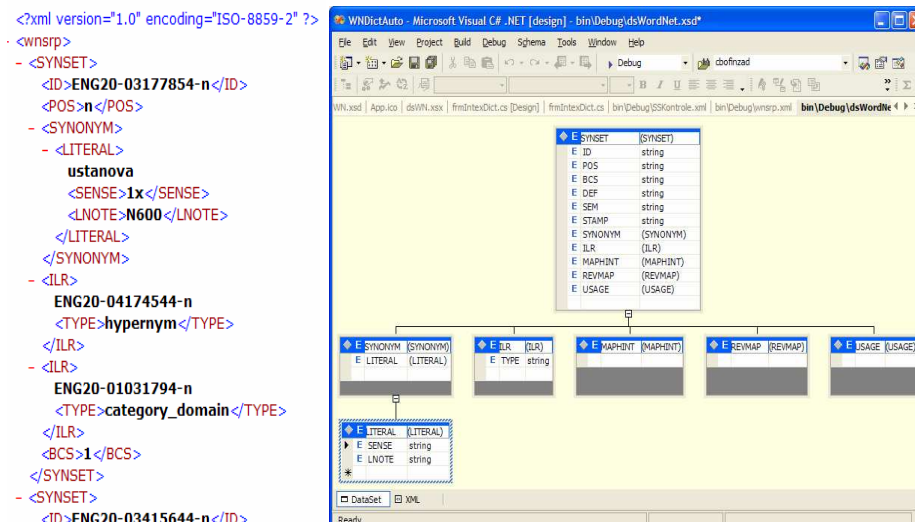 <?xml version="1.0" encoding="ISO-8859-2" ?>
- <wnsrp>
- <SYNSET>
<ID>ENG20-03177854-n</ID>
<POS>n</POS>
- <SYNONYM>
- <LITERAL>
ustanova
<SENSE>1x</SENSE>
<LNOTE>N600</LNOTE>
</LITERAL>
</SYNONYM>
- <ILR>
ENG20-04174544-n
<TYPE>hypernym</TYPE>
</ILR>
- <ILR>
ENG20-01031794-n
<TYPE>category_domain</TYPE>
</ILR>
<BCS>1</BCS>
</SYNSET>
- <SYNSET>
<ID>ENG20-03415644-n</ID>
WNDictAuto - Microsoft Visual C# .NET [design] - bin\Debug\dsWordNet.xsd*
File Edit View Project Build Debug Schema Tools Window Help
Debug cbofinzad
B I U
WN.xsd | App.ico | dsWN.xsx | frmIntexDict.cs [Design] | frmIntexDict.cs | bin\Debug\SSKontrole.xml | bin\Debug\wnsrp.xml bin\Debug\dsWordNe
E SYNSET (SYNSET)
E ID string
E POS string
E BCS string
E DEF string
E SEM string
E STAMP string
E SYNONYM (SYNONYM)
E ILR (ILR)
E MAPHINT (MAPHINT)
E REVMAP (REVMAP)
E USAGE (USAGE)
E SYNONYM (SYNONYM)
E LITERAL (LITERAL)
E ILR (ILR)
E TYPE string
E MAPHINT (MAPHINT)
E REVMAP (REVMAP)
E USAGE (USAGE)
E LITERAL (LITERAL)
E SENSE string
E LNOTE string
DataSet XML
Ready